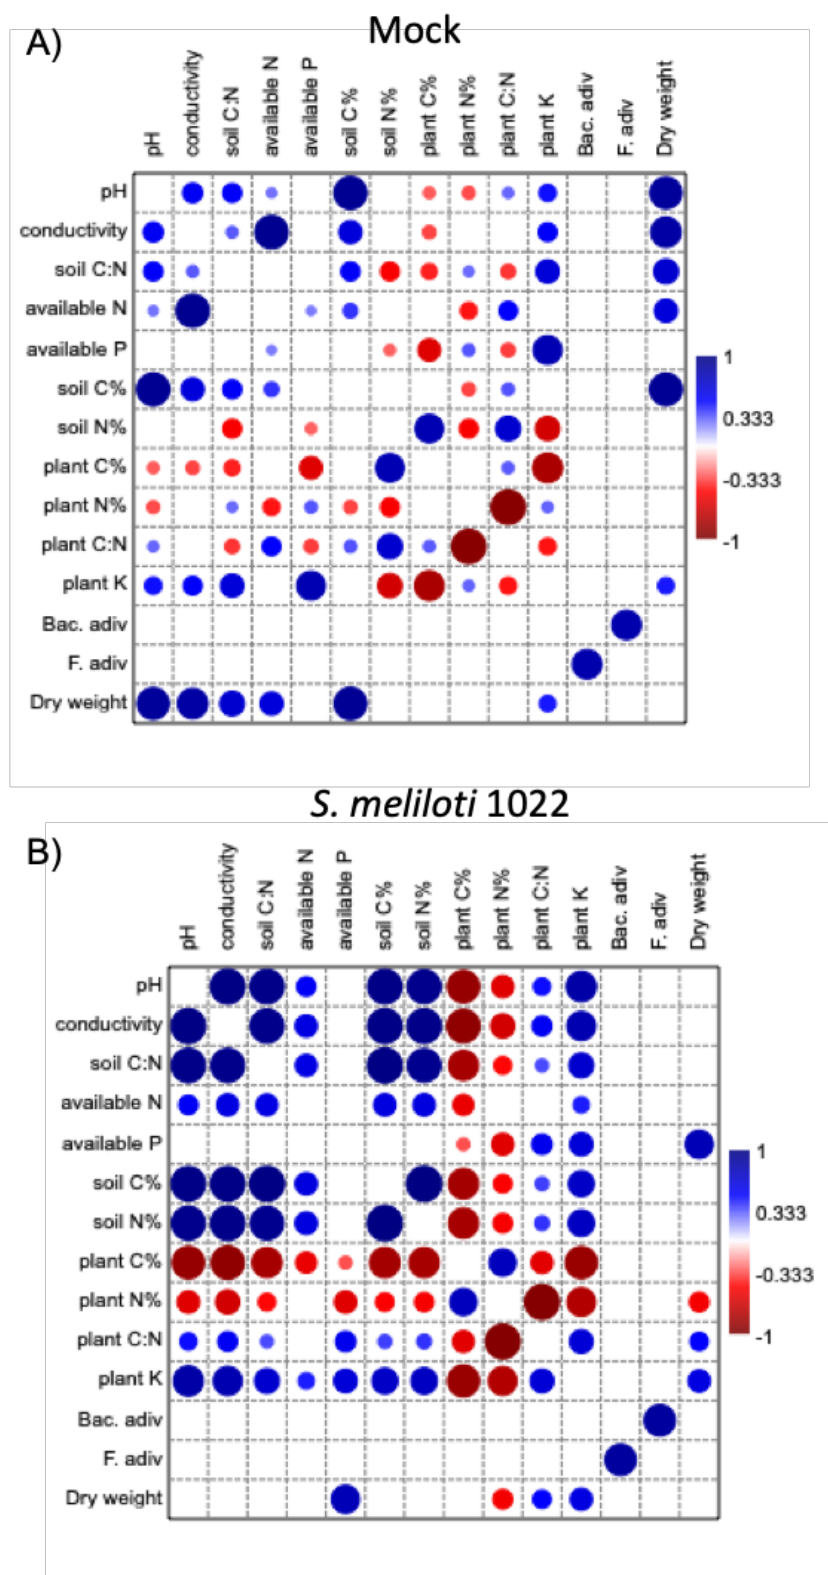 Mock
A)
pH conductivity soil C:N available N available P soil C% soil N% plant C% plant N% plant C:N plant K Bac. adiv F. adiv Dry weight
pH
conductivity
soil C:N
available N
available P
soil C%
soil N%
plant C%
plant N%
plant C:N
plant K
Bac. adiv
F. adiv
Dry weight
1
0.333
-0.333
-1
S. meliloti 1022
B)
pH conductivity soil C:N available N available P soil C% soil N% plant C% plant N% plant C:N plant K Bac. adiv F. adiv Dry weight
pH
conductivity
soil C:N
available N
available P
soil C%
soil N%
plant C%
plant N%
plant C:N
plant K
Bac. adiv
F. adiv
Dry weight
1
0.333
-0.333
-1